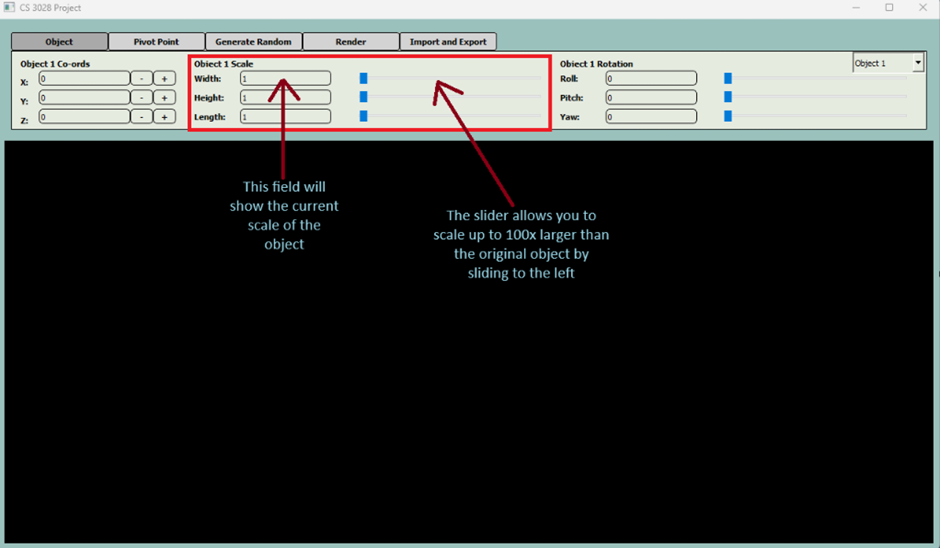 CS 3028 Project
Object Pivot Point Generate Random Render Import and Export
Object 1 Co-ords Object 1 Scale Object 1 Rotation Object 1
X: 0 - + Width: 1 Roll: 0
Y: 0 - + Height: 1 Pitch: 0
Z: 0 - + Length: 1 Yaw: 0
This field will
show the current
scale of the
object
The slider allows you to
scale up to 100x larger than
the original object by
sliding to the left